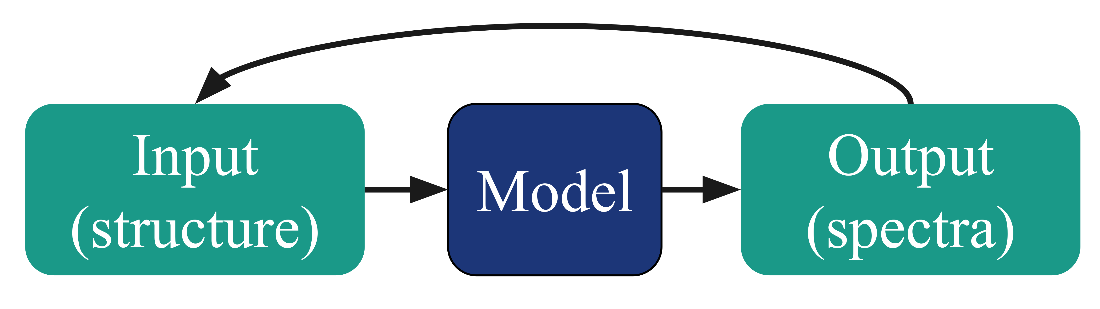 Input
(structure)
Model
Output
(spectra)